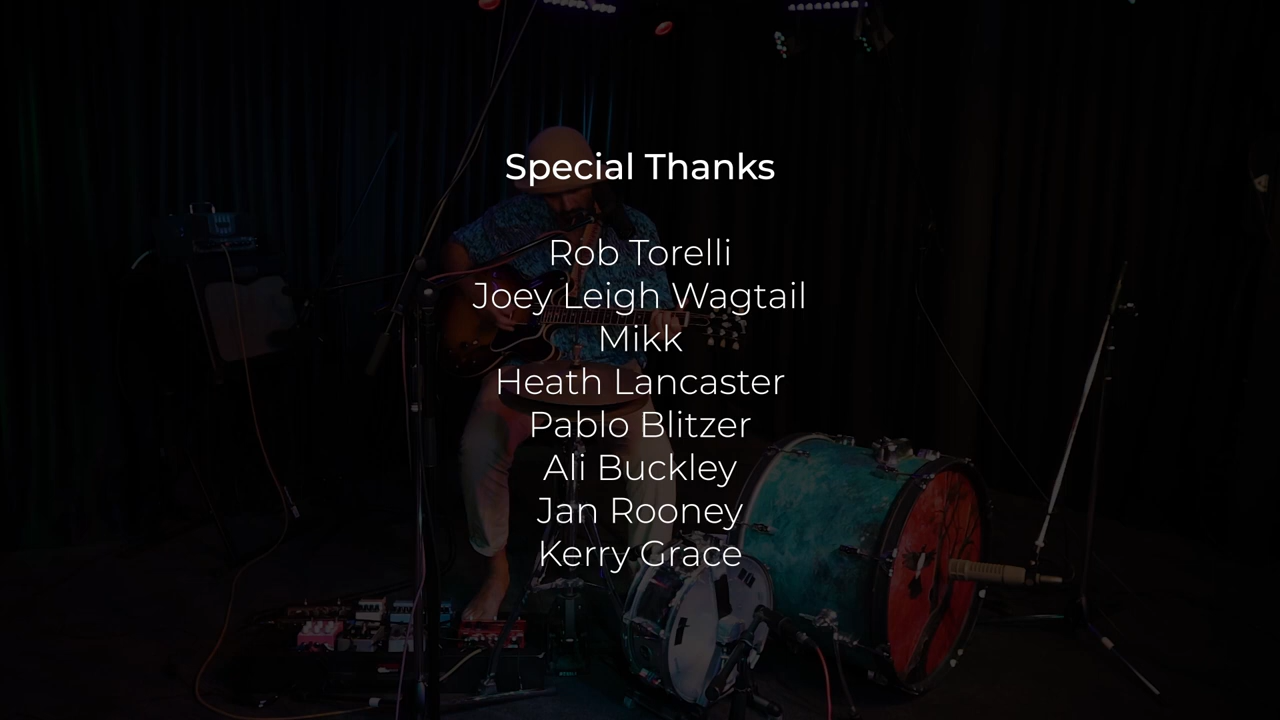 Special Thanks
Rob Torelli
Joey Leigh Wagtail
Mikk
Heath Lancaster
Pablo Blitzer
Ali Buckley
Jan Rooney
Kerry Grace